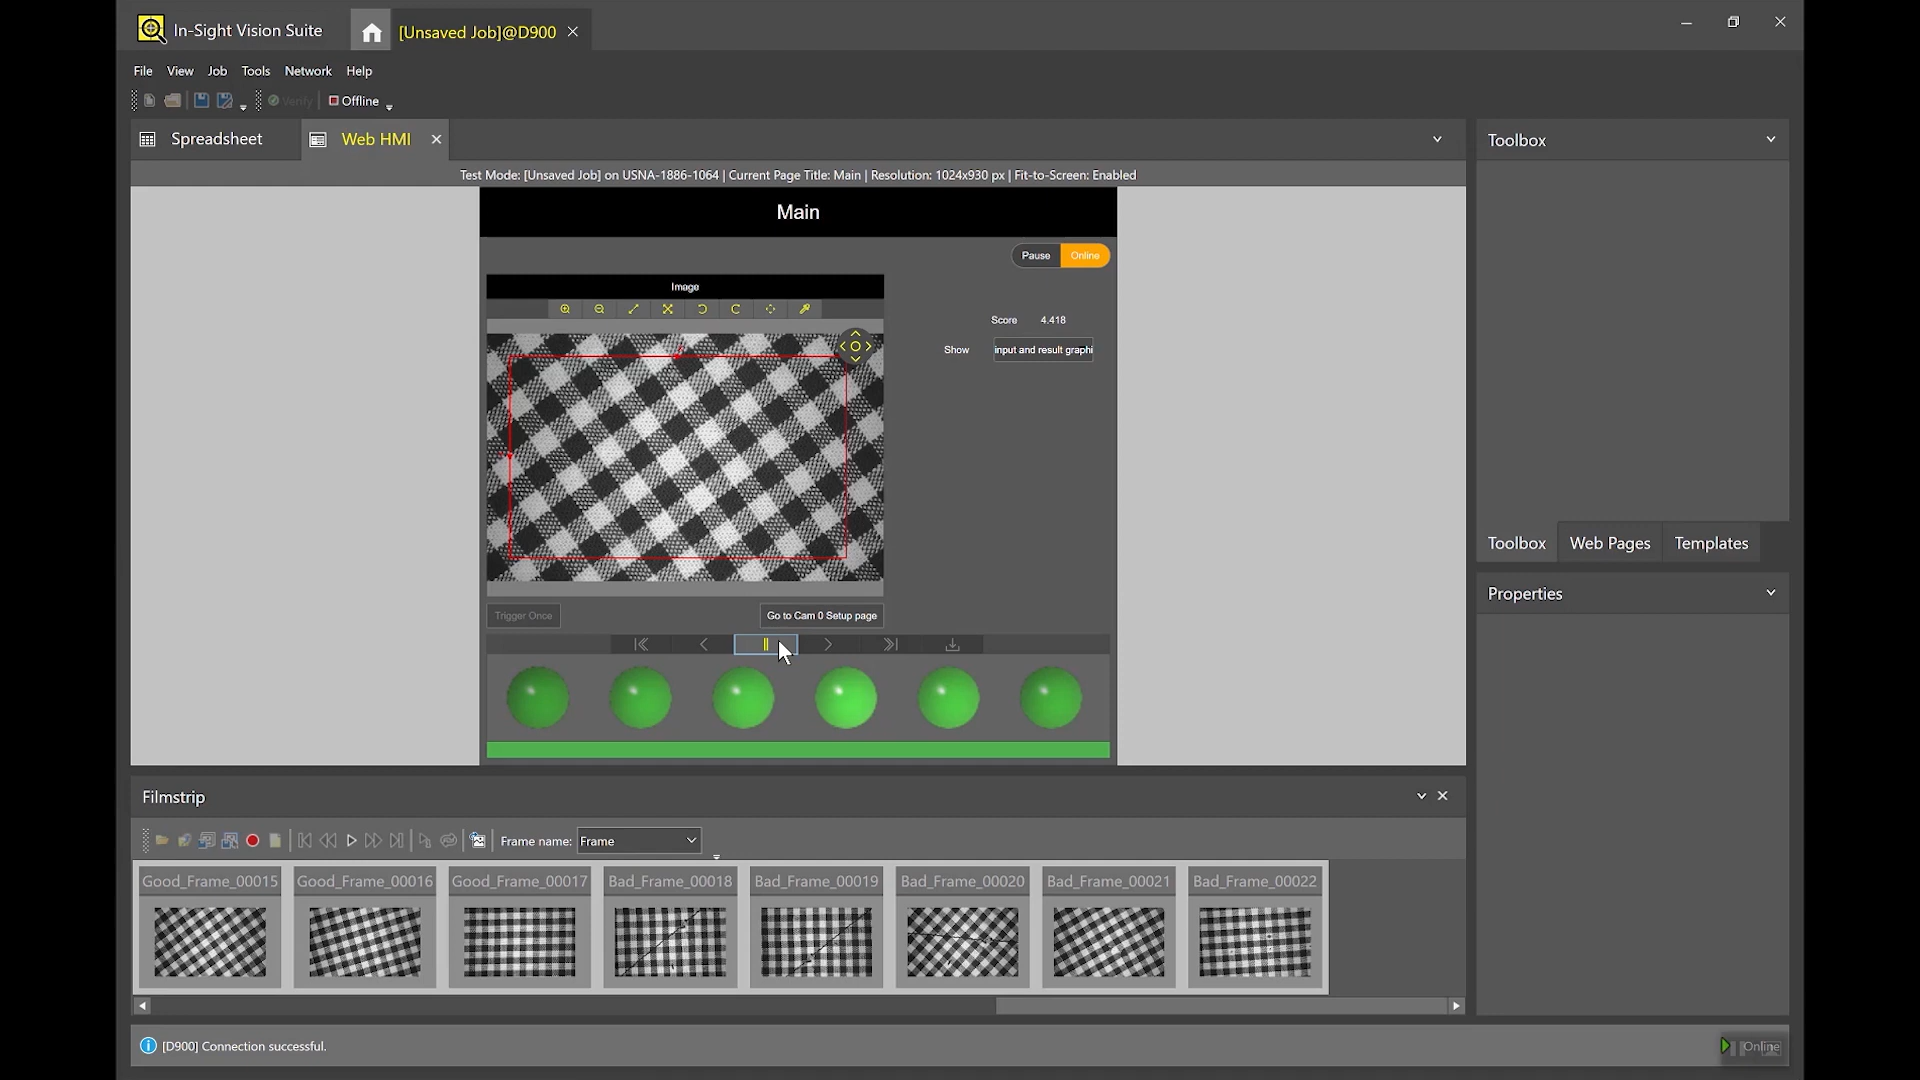 In-Sight Vision Suite
[Unsaved Job]@D900
File View Job Tools Network Help
Verify Offline
Spreadsheet Web HMI
Toolbox
Test Mode: [Unsaved Job] on USNA-1886-1064 | Current Page Title: Main | Resolution: 1024x930 px | Fit-to-Screen: Enabled
Main
Pause Online
Image
Score 4.418
Show input and result graphi
Trigger Once Go to Cam 0 Setup page
Toolbox Web Pages Templates
Properties
Filmstrip
Frame name: Frame
Good_Frame_00015 Good_Frame_00016 Good_Frame_00017 Bad_Frame_00018 Bad_Frame_00019 Bad_Frame_00020 Bad_Frame_00021 Bad_Frame_00022
[D900] Connection successful.
Online